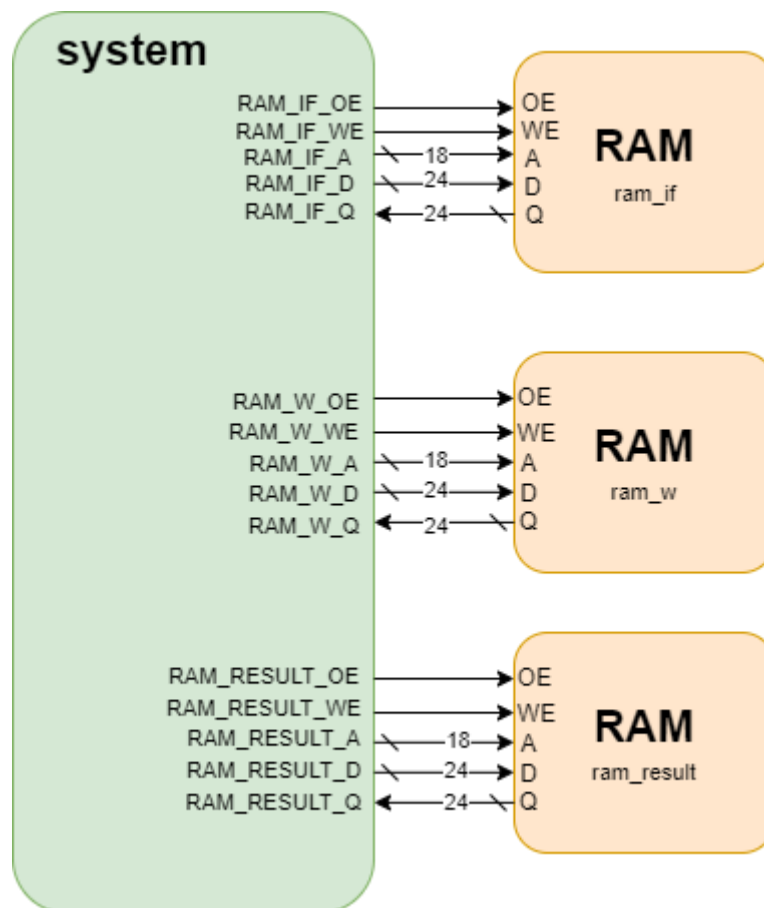 system
RAM_IF_OE
OE
RAM_IF_WE
WE
RAM
RAM_IF_A
18
A
RAM_IF_D
24
D
ram_if
RAM_IF_Q
24
Q
RAM_W_OE
OE
RAM_W_WE
WE
RAM
RAM_W_A
18
A
RAM_W_D
24
D
ram_w
RAM_W_Q
24
Q
RAM_RESULT_OE
OE
RAM_RESULT_WE
WE
RAM
RAM_RESULT_A
18
A
RAM_RESULT_D
24
D
ram_result
RAM_RESULT_Q
24
Q